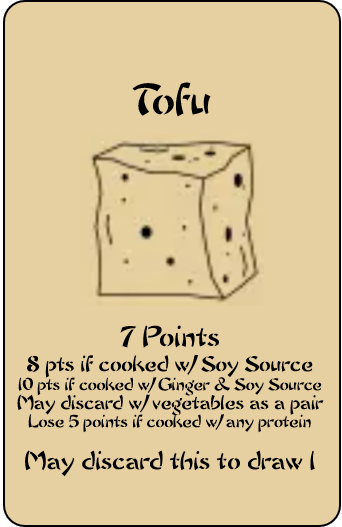 Tofu
7 Points
8 pts if cooked w/ Soy Source
10 pts if cooked w/ Ginger & Soy Source
May discard w/ vegetables as a pair
Lose 5 points if cooked w/ any protein
May discard this to draw 1